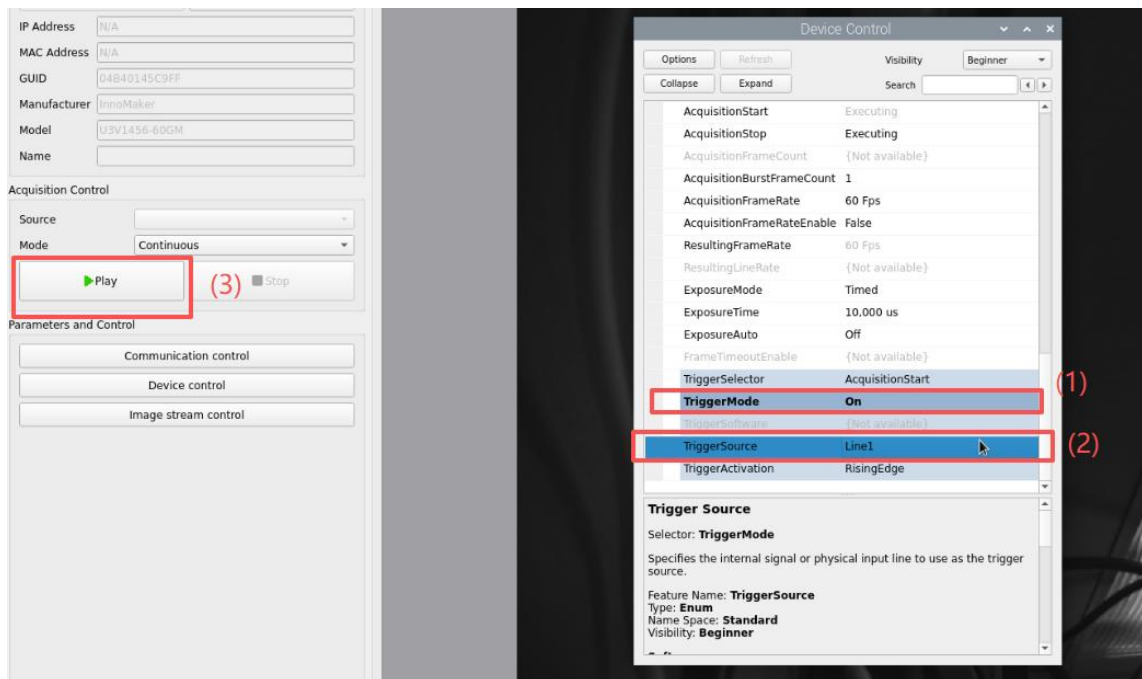 IP Address N/A
MAC Address N/A
GUID 04B40145C9FF
Manufacturer InnoMaker
Model U3V1456-60GM
Name
Acquisition Control
Source
Mode Continuous
Play (3) Stop
Parameters and Control
Communication control
Device control
Image stream control
Device Control
Options Refresh Visibility Beginner
Collapse Expand Search
AcquisitionStart Executing
AcquisitionStop Executing
AcquisitionFrameCount {Not available}
AcquisitionBurstFrameCount 1
AcquisitionFrameRate 60 Fps
AcquisitionFrameRateEnable False
ResultingFrameRate 60 Fps
ResultingLineRate {Not available}
ExposureMode Timed
ExposureTime 10,000 us
ExposureAuto Off
FrameTimeoutEnable {Not available}
TriggerSelector AcquisitionStart (1)
TriggerMode On
TriggerSoftware {Not available}
TriggerSource Line1 (2)
TriggerActivation RisingEdge
Trigger Source
Selector: TriggerMode
Specifies the internal signal or physical input line to use as the trigger
source.
Feature Name: TriggerSource
Type: Enum
Name Space: Standard
Visibility: Beginner